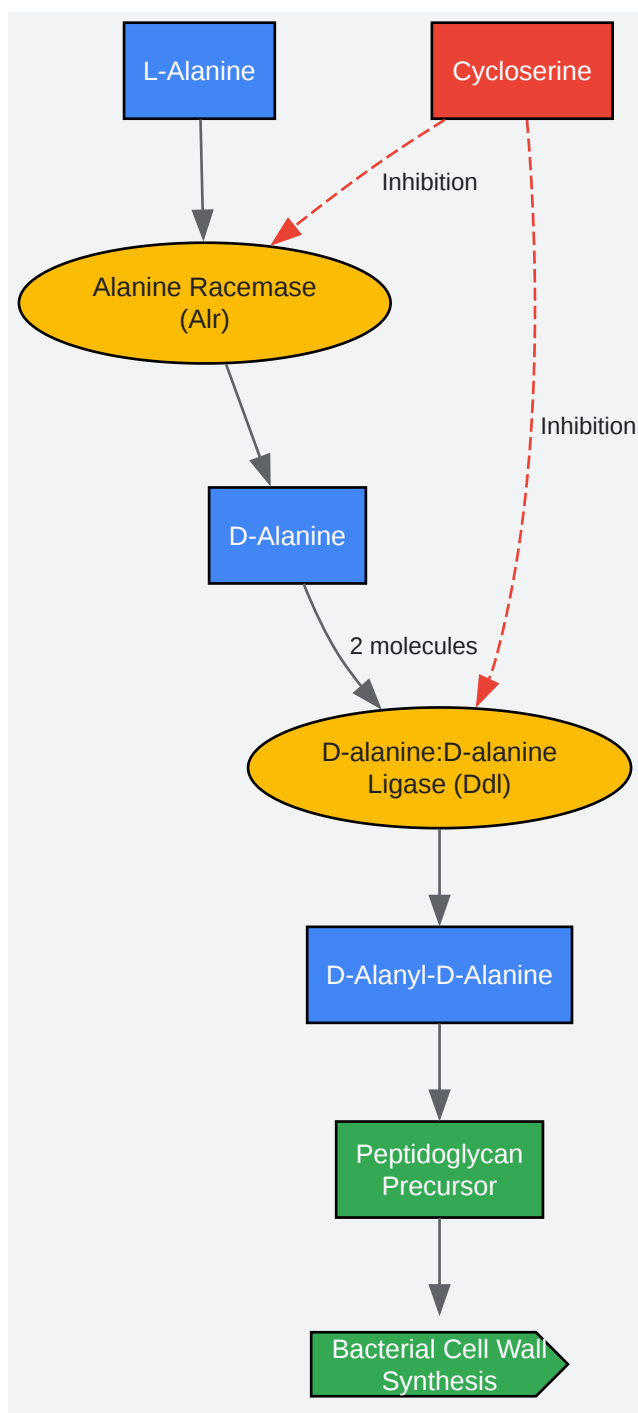 L-Alanine
Cycloserine
Inhibition
Alanine Racemase
(Alr)
Inhibition
D-Alanine
2 molecules
D-alanine:D-alanine
Ligase (Ddl)
D-Alanyl-D-Alanine
Peptidoglycan
Precursor
Bacterial Cell Wall
Synthesis